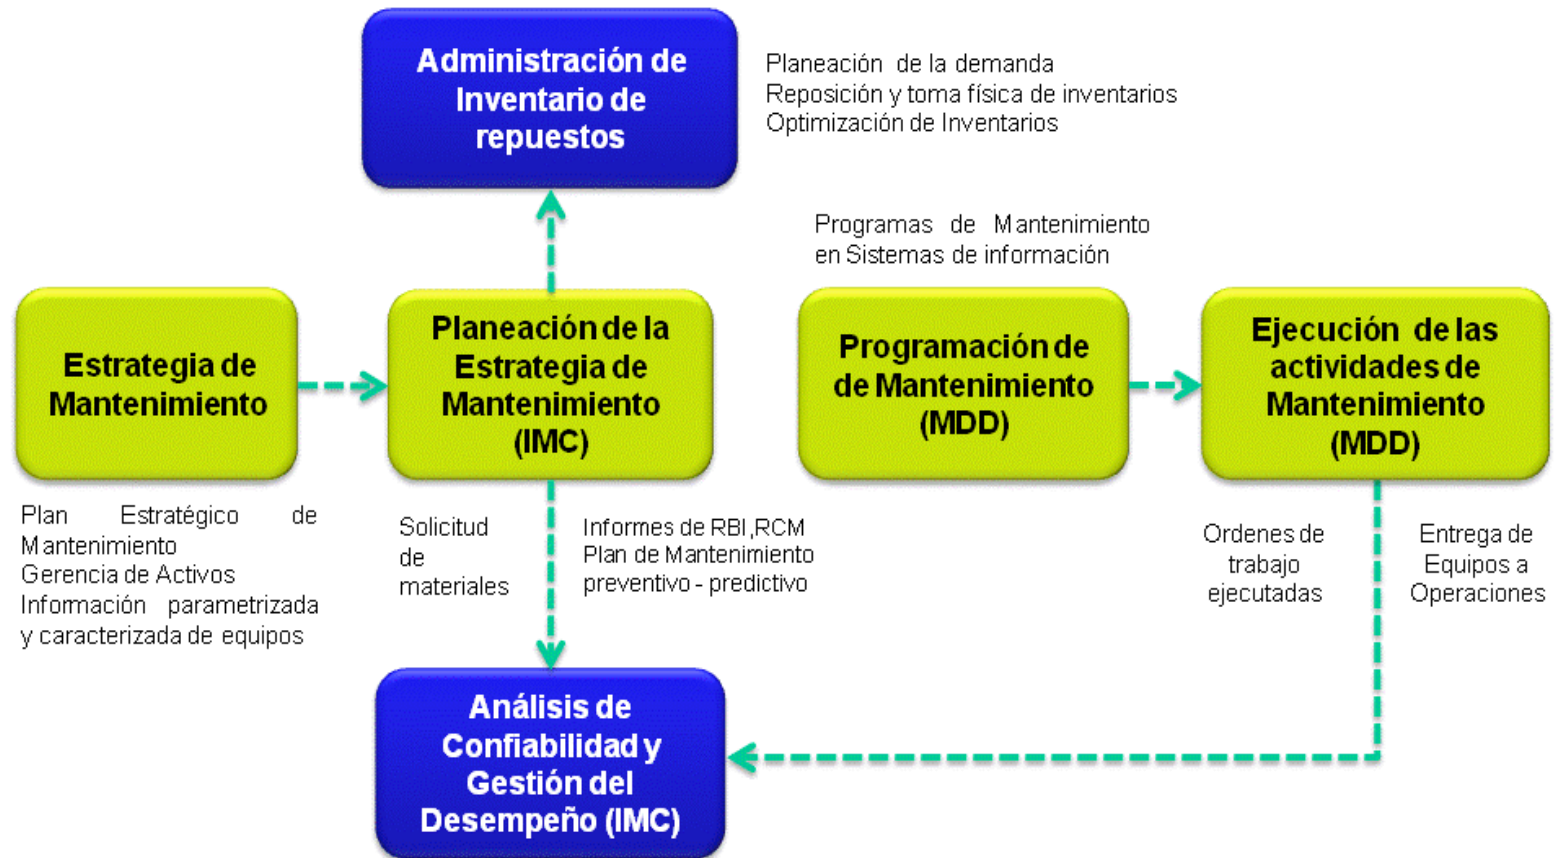 Administración de
Inventario de
repuestos
Planeación de la demanda
Reposición y toma física de inventarios
Optimización de Inventarios
Programas de Mantenimiento
en Sistemas de información
Estrategia de
Mantenimiento
Planeación de la
Estrategia de
Mantenimiento
(IMC)
Programación de
de Mantenimiento
(MDD)
Ejecución de las
actividades de
Mantenimiento
(MDD)
Plan Estratégico de
Mantenimiento
Gerencia de Activos
Información parametrizada
y caracterizada de equipos
Solicitud
de
materiales
Informes de RBI,RCM
Plan de Mantenimiento
preventivo - predictivo
Ordenes de
trabajo
ejecutadas
Entrega de
Equipos a
Operaciones
Análisis de
Confiabilidad y
Gestión del
Desempeño (IMC)